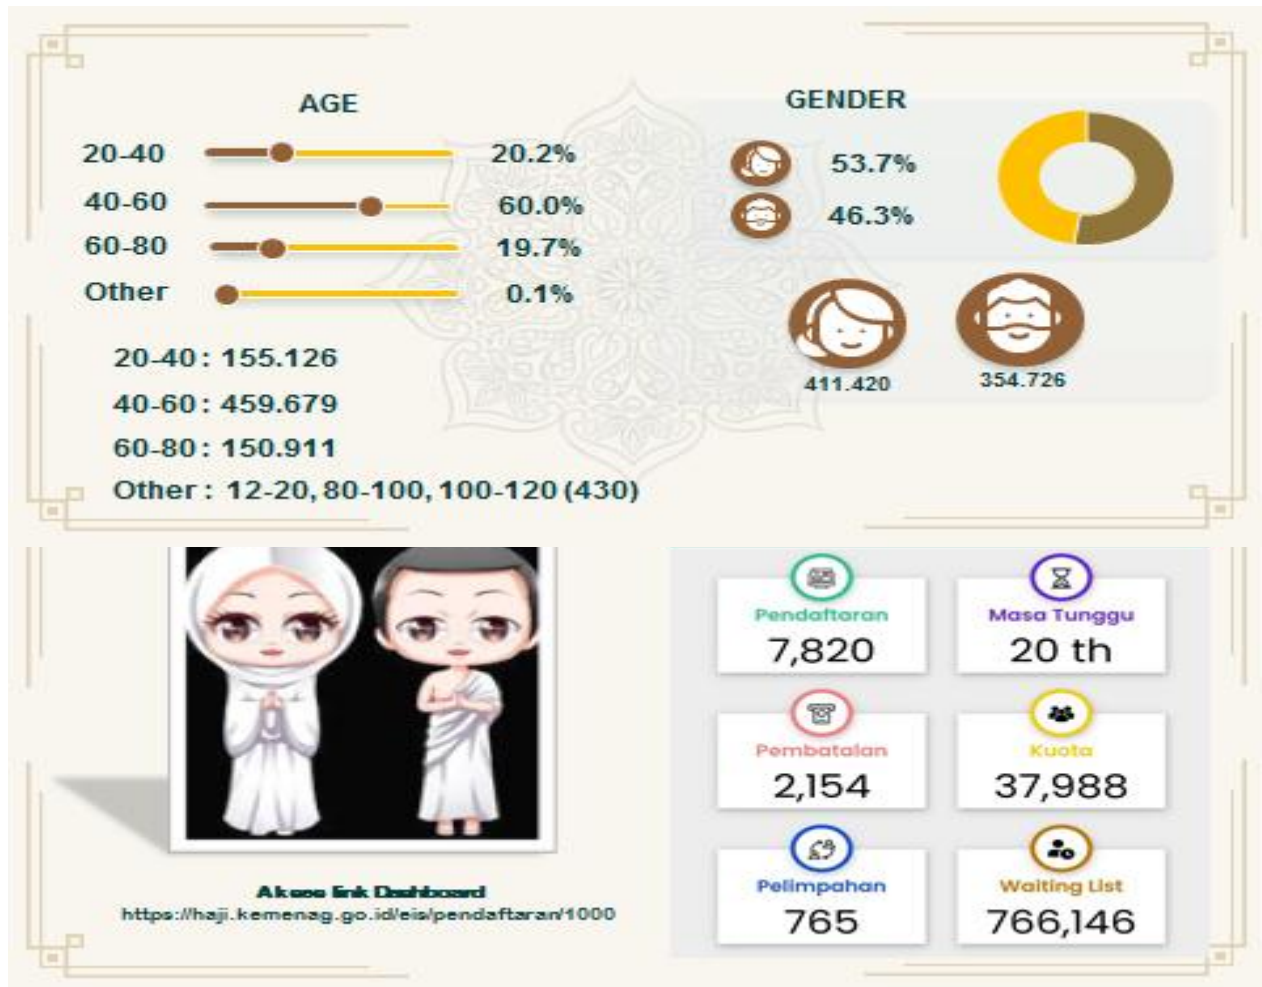 AGE
20-40 20.2%
40-60 60.0%
60-80 19.7%
Other 0.1%
20-40 : 155.126
40-60 : 459.679
60-80 : 150.911
Other : 12-20, 80-100, 100-120 (430)
GENDER
53.7%
46.3%
411.420
354.726
Akses link Dashboard
https://haji.kemenag.go.id/eis/pendaftaran/1000
Pendaftaran
7,820
Masa Tunggu
20 th
Pembatalan
2,154
Kuota
37,988
Pelimpahan
765
Waiting List
766,146